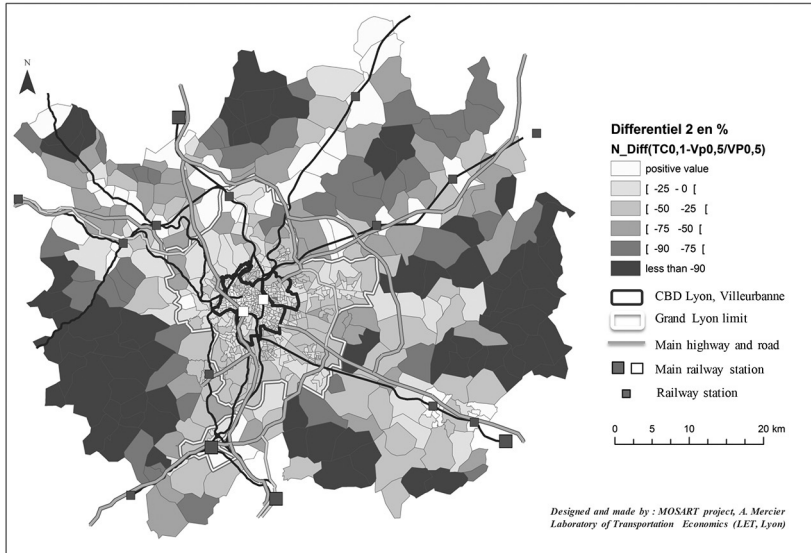 N
Differentiel 2 en %
N_Diff(TC0,1-Vp0,5/VP0,5)
positive value
[ -25 - 0 [
[ -50 -25 [
[ -75 -50 [
[ -90 -75 [
less than -90
CBD Lyon, Villeurbanne
Grand Lyon limit
Main highway and road
Main railway station
Railway station
0 5 10 20 km
Designed and made by : MOSART project, A. Mercier
Laboratory of Transportation Economics (LET, Lyon)